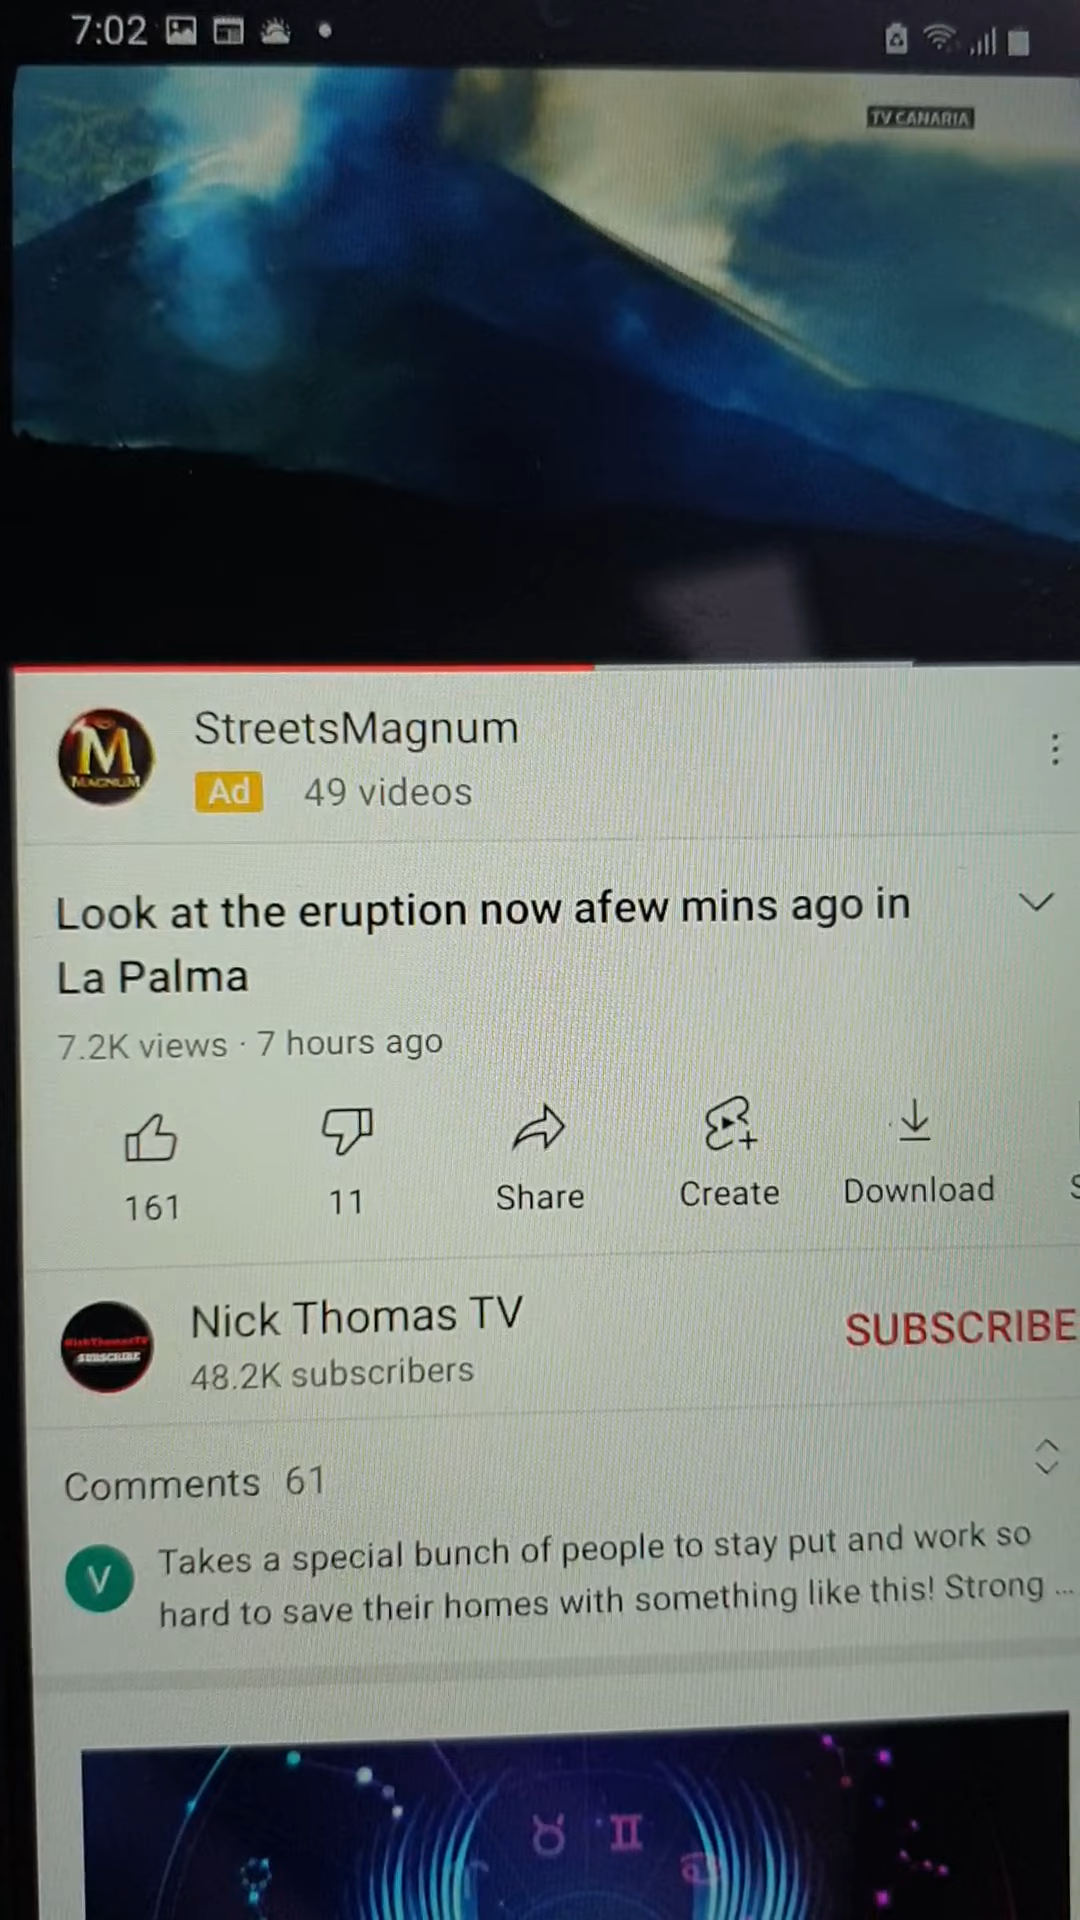 7:02
TV CANARIA
StreetsMagnum
M
MAGNUM
Ad 49 videos
Look at the eruption now afew mins ago in
La Palma
7.2K views · 7 hours ago
161 11 Share Create Download
Nick Thomas TV
SUBSCRIBE
NickThomasTV
SUBSCRIBE
48.2K subscribers
Comments 61
V
Takes a special bunch of people to stay put and work so
hard to save their homes with something like this! Strong ...